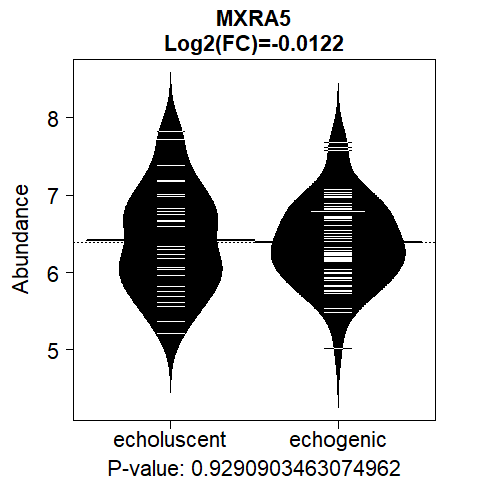 MXRA5
Log2(FC)=-0.0122
Abundance
8
7
6
5
echoluscent echogenic
P-value: 0.9290903463074962